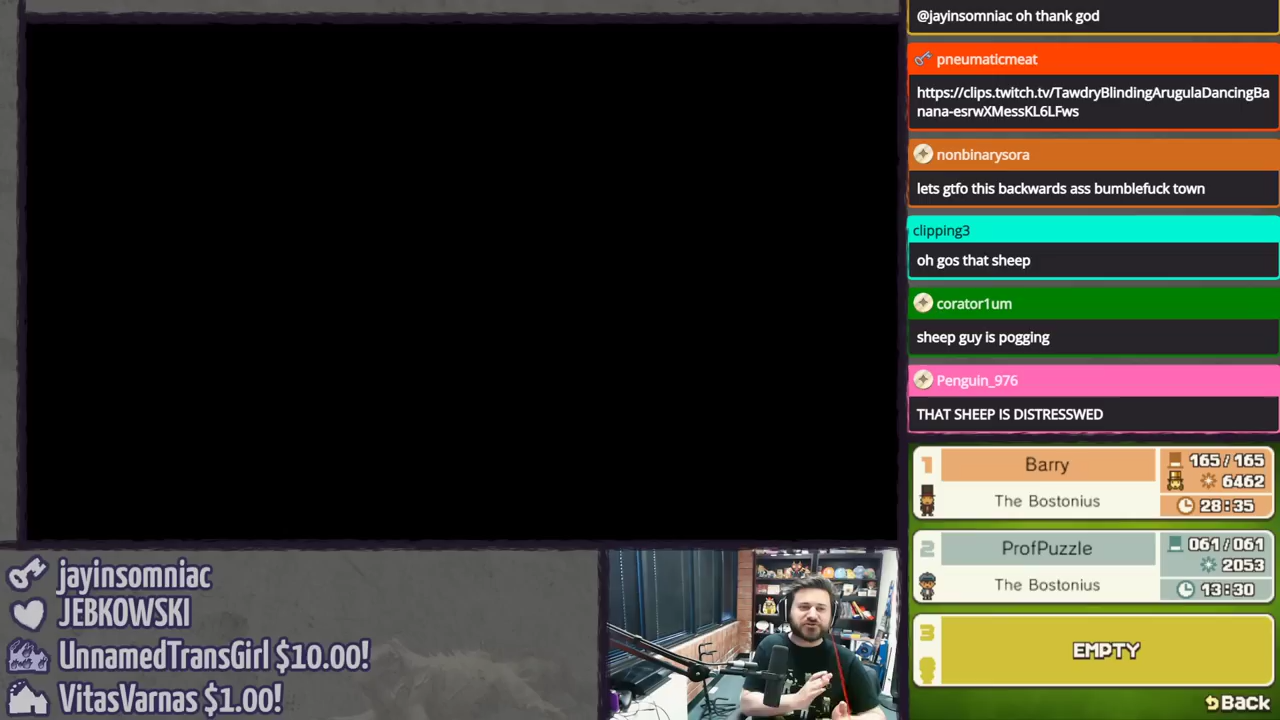 @jayinsomniac oh thank god
pneumaticmeat
https://clips.twitch.tv/TawdryBlindingArugulaDancingBa
nana-esrwXMessKL6LFws
nonbinarysora
lets gtfo this backwards ass bumblefuck town
clipping3
oh gos that sheep
corator1um
sheep guy is pogging
Penguin_976
THAT SHEEP IS DISTRESSWED
1 Barry 165/165
The Bostonius 6462
28:35
2 ProfPuzzle 061/061
The Bostonius 2053
13:30
3 EMPTY
Back
jayinsomniac
JEBKOWSKI
UnnamedTransGirl $10.00!
VitasVarnas $1.00!